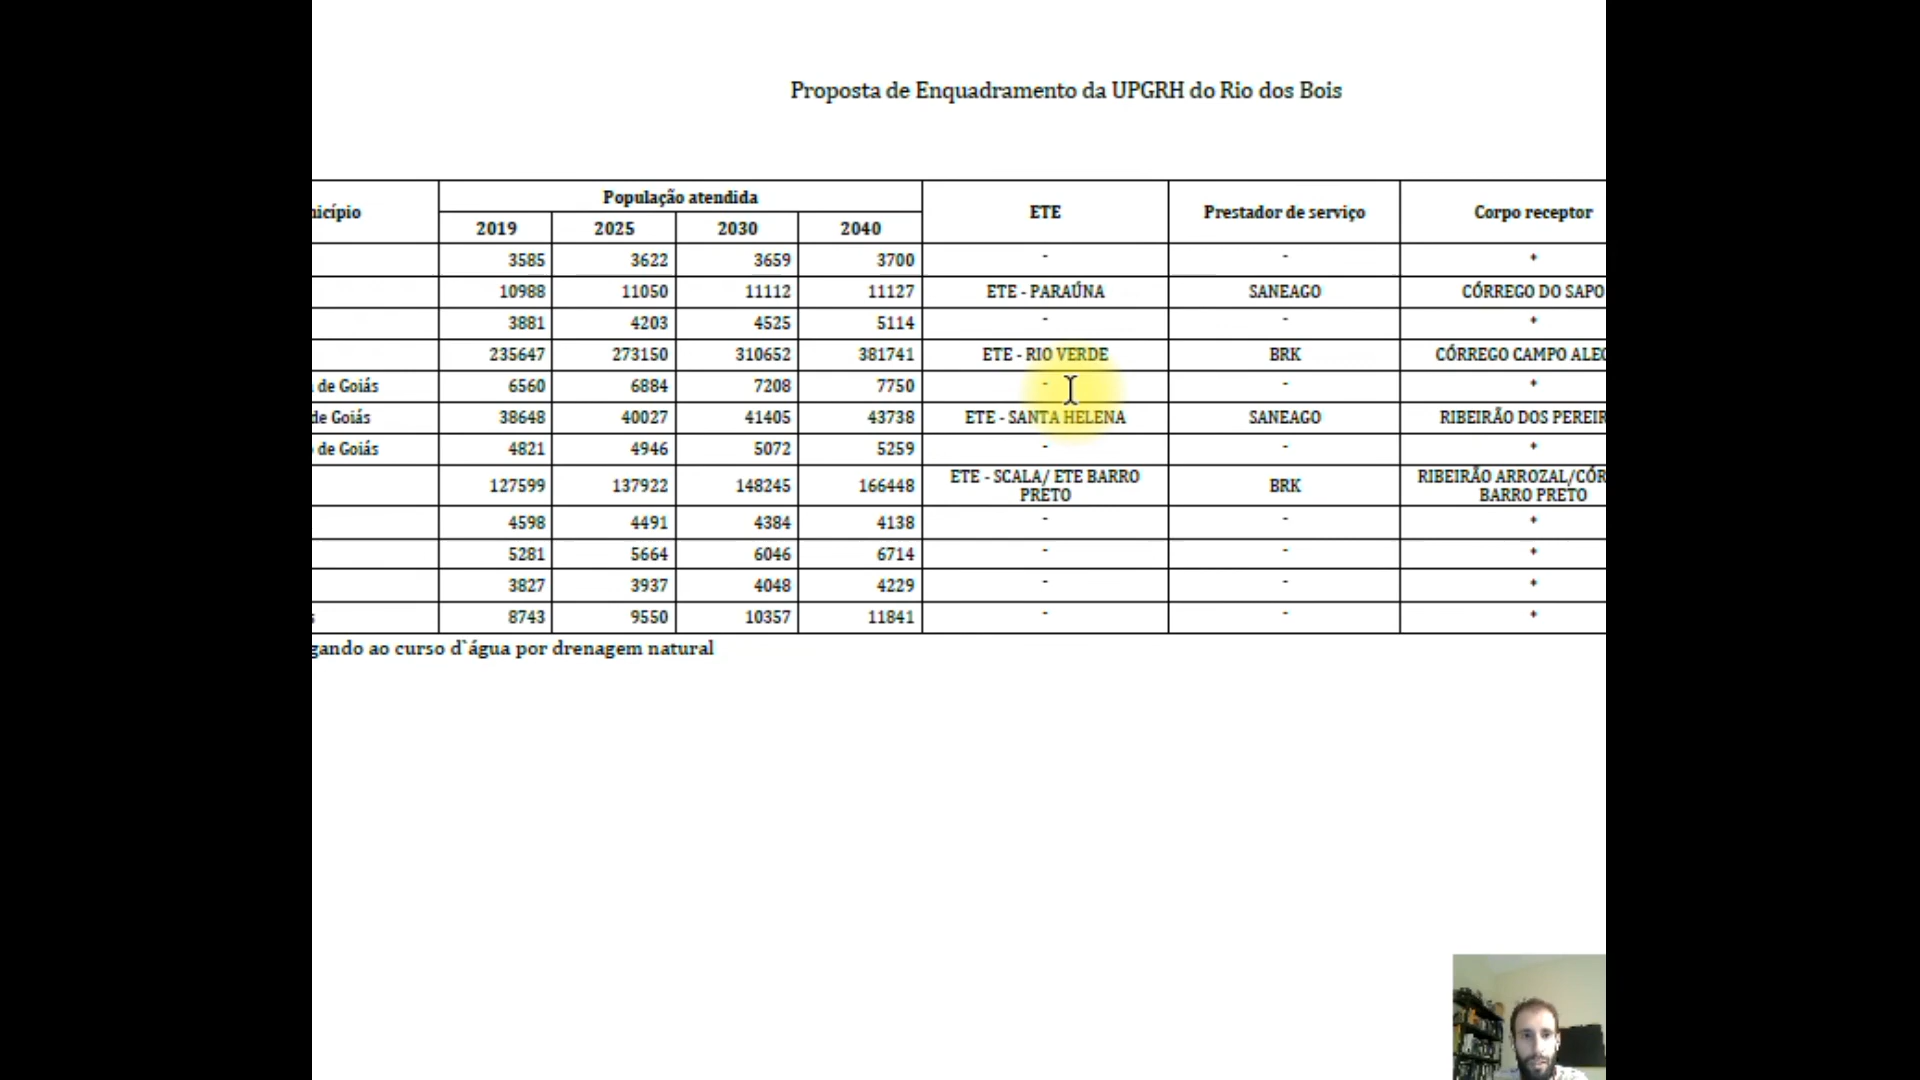 Proposta de Enquadramento da UPGRH do Rio dos Bois
nicípio População atendida ETE Prestador de serviço Corpo receptor
2019 2025 2030 2040
3585 3622 3659 3700 - - *
10988 11050 11112 11127 ETE - PARAÚNA SANEAGO CÓRREGO DO SAPO
3881 4203 4525 5114 - - *
235647 273150 310652 381741 ETE - RIO VERDE BRK CÓRREGO CAMPO ALEG
de Goiás 6560 6884 7208 7750 - - *
de Goiás 38648 40027 41405 43738 ETE - SANTA HELENA SANEAGO RIBEIRÃO DOS PEREIR
de Goiás 4821 4946 5072 5259 - - *
127599 137922 148245 166448 ETE - SCALA/ ETE BARRO PRETO BRK RIBEIRÃO ARROZAL/CÓR BARRO PRETO
4598 4491 4384 4138 - - *
5281 5664 6046 6714 - - *
3827 3937 4048 4229 - - *
s 8743 9550 10357 11841 - - *
gando ao curso d`água por drenagem natural